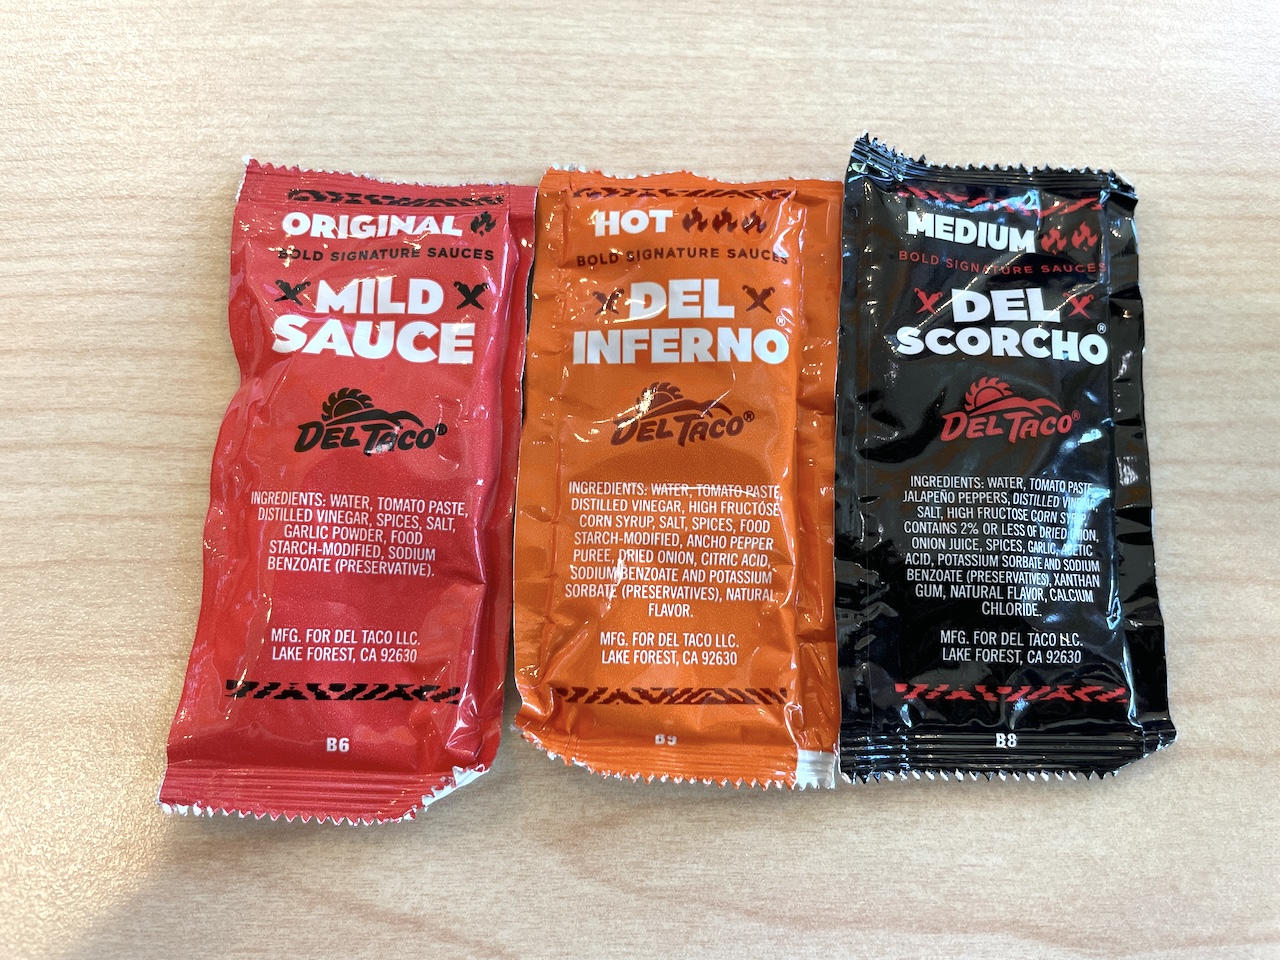 ORIGINAL
BOLD SIGNATURE SAUCES
MILD
SAUCE
DEL TACO®
INGREDIENTS: WATER, TOMATO PASTE,
DISTILLED VINEGAR, SPICES, SALT,
GARLIC POWDER, FOOD
STARCH-MODIFIED, SODIUM
BENZOATE (PRESERVATIVE).
MFG. FOR DEL TACO LLC.
LAKE FOREST, CA 92630
B6
HOT
BOLD SIGNATURE SAUCES
DEL
INFERNO®
DEL TACO®
INGREDIENTS: WATER, TOMATO PASTE,
DISTILLED VINEGAR, HIGH FRUCTOSE
CORN SYRUP, SALT, SPICES, FOOD
STARCH-MODIFIED, ANCHO PEPPER
PUREE, DRIED ONION, CITRIC ACID,
SODIUM BENZOATE AND POTASSIUM
SORBATE (PRESERVATIVES), NATURAL
FLAVOR.
MFG. FOR DEL TACO LLC.
LAKE FOREST, CA 92630
B9
MEDIUM
BOLD SIGNATURE SAUCES
DEL
SCORCHO®
DEL TACO®
INGREDIENTS: WATER, TOMATO PASTE,
JALAPEÑO PEPPERS, DISTILLED VINEGAR,
SALT, HIGH FRUCTOSE CORN SYRUP,
CONTAINS 2% OR LESS OF DRIED ONION,
ONION JUICE, SPICES, GARLIC, ACETIC
ACID, POTASSIUM SORBATE AND SODIUM
BENZOATE (PRESERVATIVES), XANTHAN
GUM, NATURAL FLAVOR, CALCIUM
CHLORIDE.
MFG. FOR DEL TACO LLC.
LAKE FOREST, CA 92630
B8